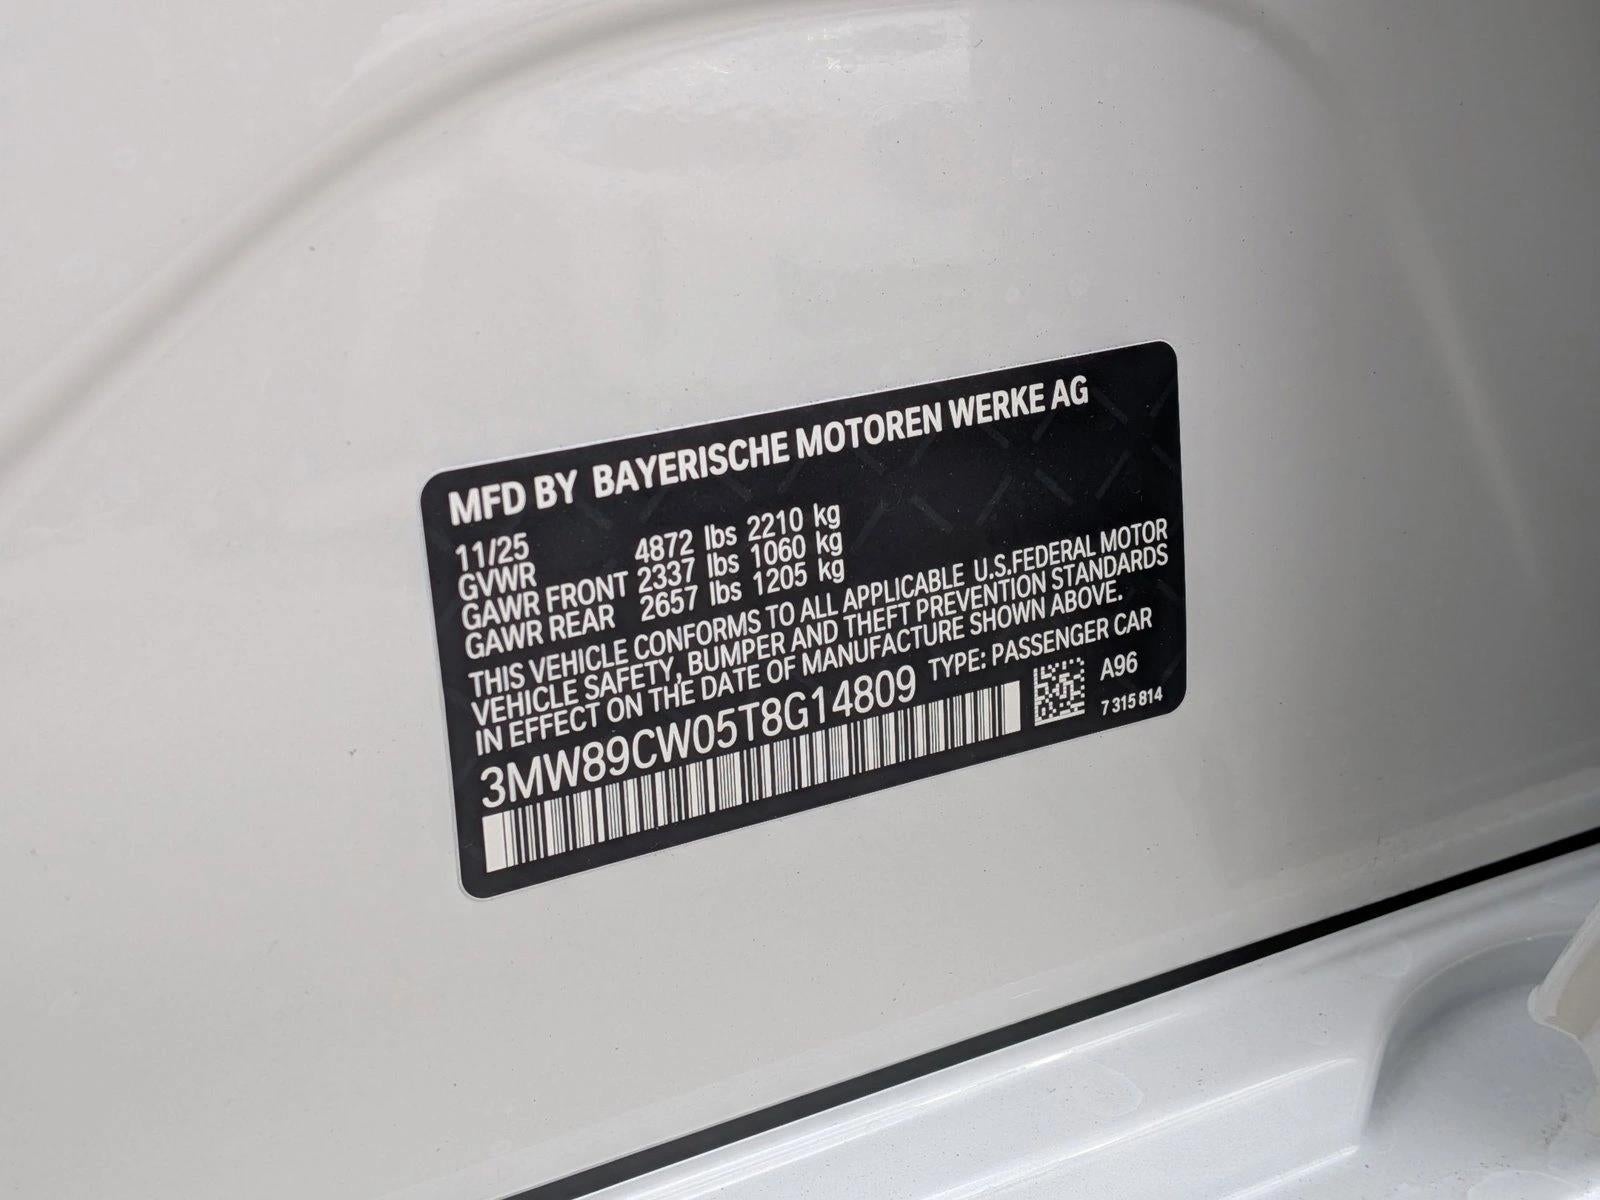 MFD BY BAYERISCHE MOTOREN WERKE AG
11/25
GVWR 4872 lbs 2210 kg
GAWR FRONT 2337 lbs 1060 kg
GAWR REAR 2657 lbs 1205 kg
THIS VEHICLE CONFORMS TO ALL APPLICABLE U.S.FEDERAL MOTOR
VEHICLE SAFETY, BUMPER AND THEFT PREVENTION STANDARDS
IN EFFECT ON THE DATE OF MANUFACTURE SHOWN ABOVE.
3MW89CW05T8G14809 TYPE: PASSENGER CAR
A96
7 315 814